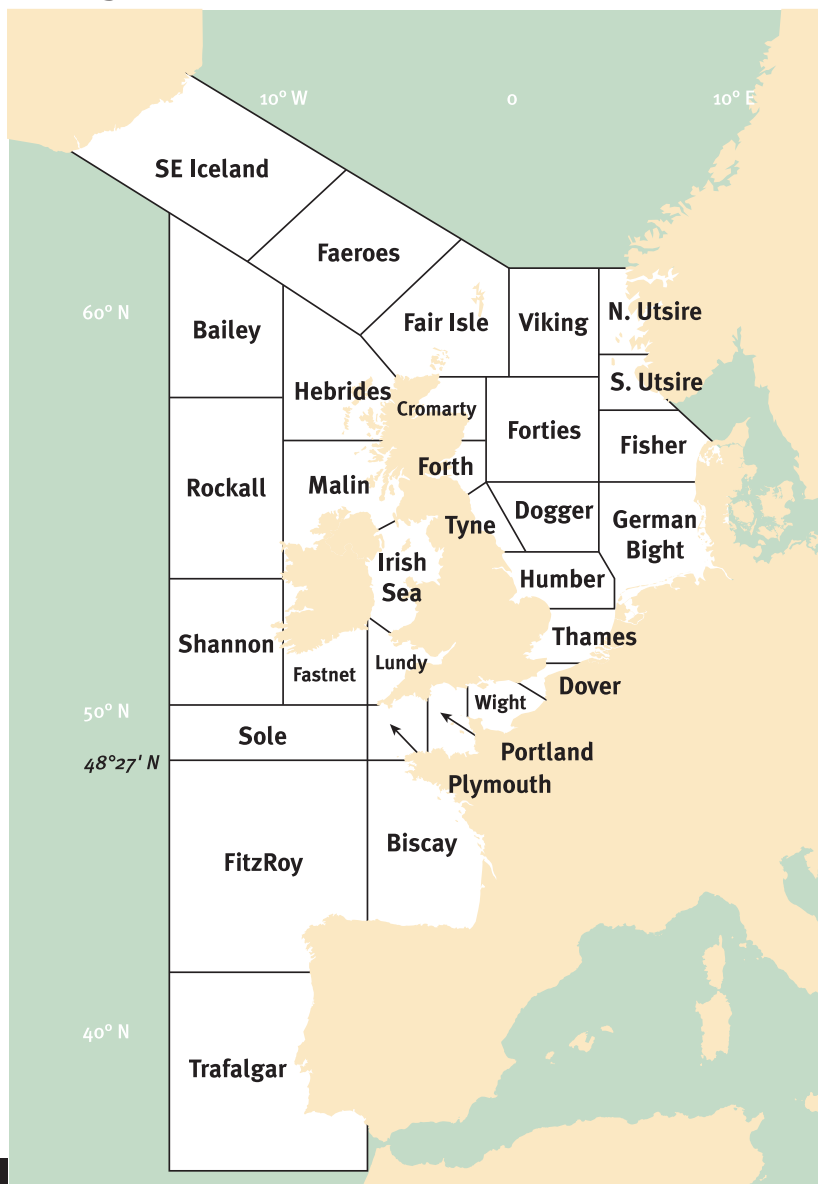 10° W
0
10° E
SE Iceland
Faeroes
60° N
Bailey
Fair Isle
Viking
N. Utsire
Hebrides
S. Utsire
Cromarty
Forties
Fisher
Rockall
Malin
Forth
Tyne
Dogger
German
Bight
Irish
Sea
Humber
Shannon
Thames
Fastnet
Lundy
Dover
Wight
50° N
Sole
48°27' N
Portland
Plymouth
FitzRoy
Biscay
40° N
Trafalgar